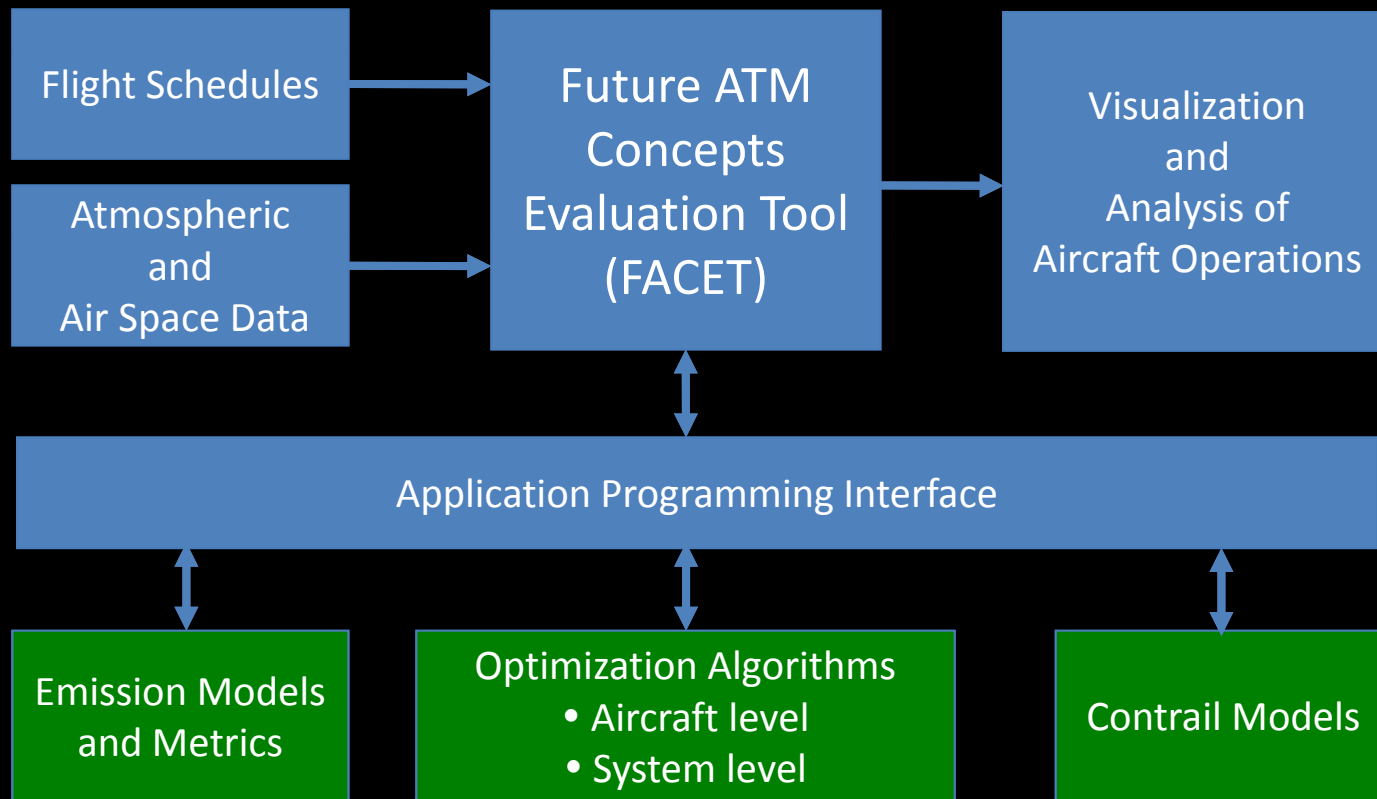 Flight Schedules
Atmospheric
and
Air Space Data
Future ATM
Concepts
Evaluation Tool
(FACET)
Visualization
and
Analysis of
Aircraft Operations
Application Programming Interface
Emission Models
and Metrics
Optimization Algorithms
• Aircraft level
• System level
Contrail Models